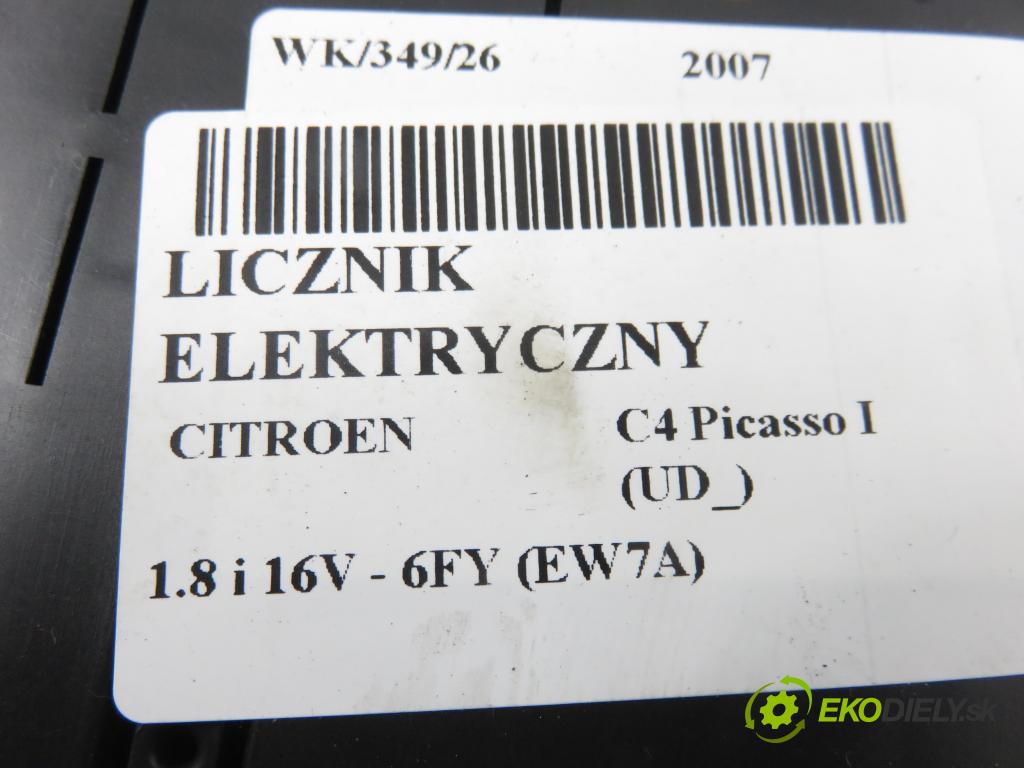 WK/349/26 2007
LICZNIK
ELEKTRYCZNY
CITROEN C4 Picasso I
(UD_)
1.8 i 16V - 6FY (EW7A)
EKODIELY.sk